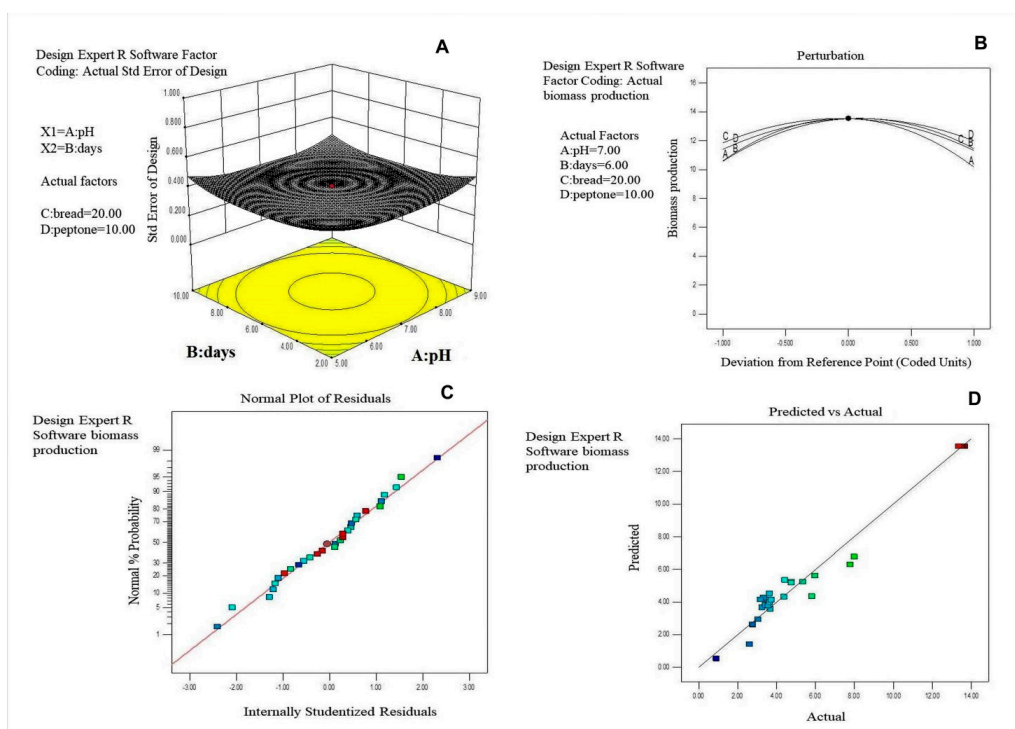 A
Design Expert R Software Factor
Coding: Actual Std Error of Design
X1=A:pH
X2=B:days
Actual factors
C:bread=20.00
D:peptone=10.00
Std Error of Design
1.000
0.800
0.600
0.400
0.200
0.000
10.00
8.00
6.00
4.00
2.00
5.00
6.00
7.00
8.00
9.00
B:days
A:pH
B
Perturbation
Design Expert R Software
Factor Coding: Actual
biomass production
Actual Factors
A:pH=7.00
B:days=6.00
C:bread=20.00
D:peptone=10.00
Biomass production
16
14
12
10
8
6
4
2
0
C
D
A
B
D
C
B
A
-1.000
-0.500
0.000
0.500
1.000
Deviation from Reference Point (Coded Units)
C
Normal Plot of Residuals
Design Expert R
Software biomass
production
Normal % Probability
99
95
90
80
70
50
30
20
10
5
1
-3.00
-2.00
-1.00
0.00
1.00
2.00
3.00
Internally Studentized Residuals
D
Predicted vs Actual
Design Expert R
Software biomass
production
Predicted
14.00
12.00
10.00
8.00
6.00
4.00
2.00
0.00
0.00
2.00
4.00
6.00
8.00
10.00
12.00
14.00
Actual